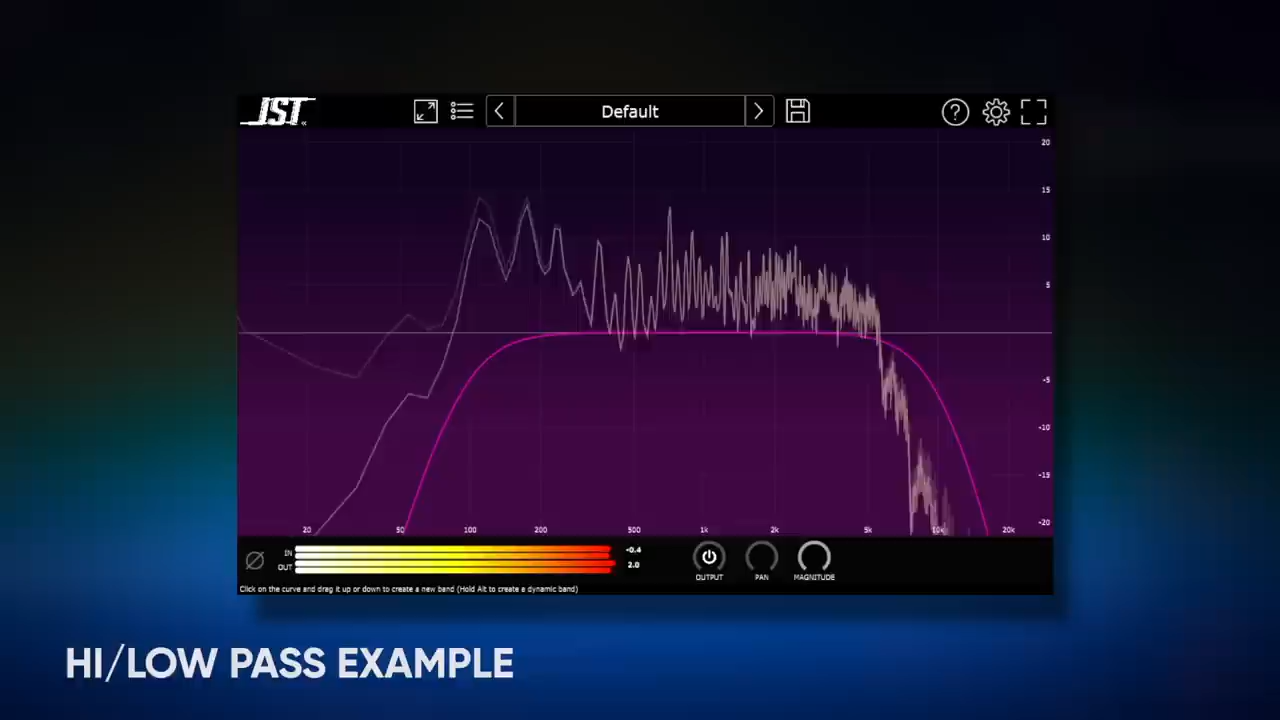 JST
Default
20
15
10
5
-5
-10
-15
-20
20 50 100 200 500 1k 2k 5k 10k 20k
IN -0.4
OUT 2.0
OUTPUT PAN MAGNITUDE
Click on the curve and drag it up or down to create a new band (Hold Alt to create a dynamic band)
HI/LOW PASS EXAMPLE